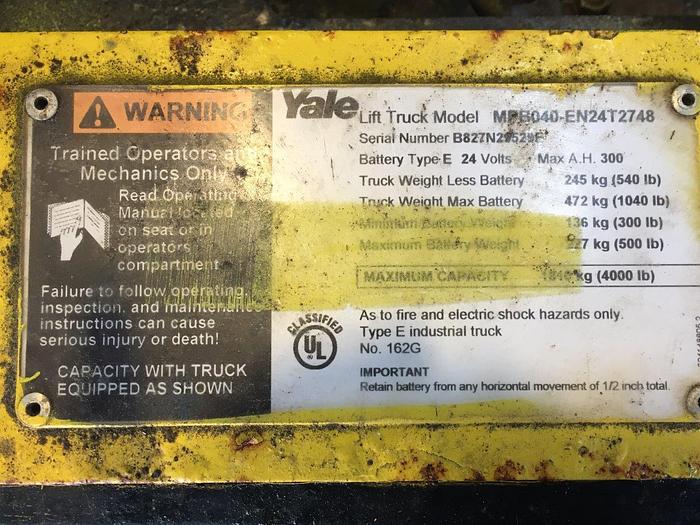 WARNING
Trained Operators and
Mechanics Only
Read Operating
Manual located
on seat or in
operators
compartment
Failure to follow operating,
inspection, and maintenance
instructions can cause
serious injury or death!
CAPACITY WITH TRUCK
EQUIPPED AS SHOWN
Yale Lift Truck Model MPB040-EN24T2748
Serial Number
Battery Type E 24 Volts Max A.H. 300
Truck Weight Less Battery 245 kg (540 lb)
Truck Weight Max Battery 472 kg (1040 lb)
Minimum Battery Weight 136 kg (300 lb)
Maximum Battery Weight 227 kg (500 lb)
MAXIMUM CAPACITY kg (4000 lb)
CLASSIFIED
UL
®
As to fire and electric shock hazards only.
Type E industrial truck
No. 162G
IMPORTANT
Retain battery from any horizontal movement of 1/2 inch total.